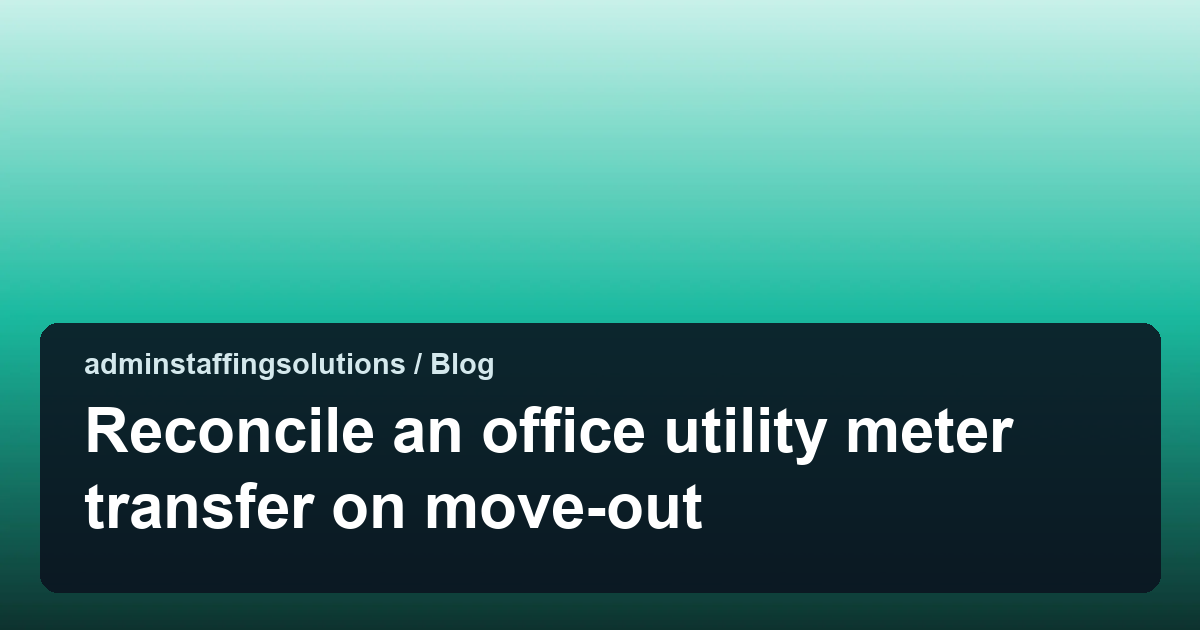 adminstaffingsolutions / Blog
Reconcile an office utility meter
transfer on move-out